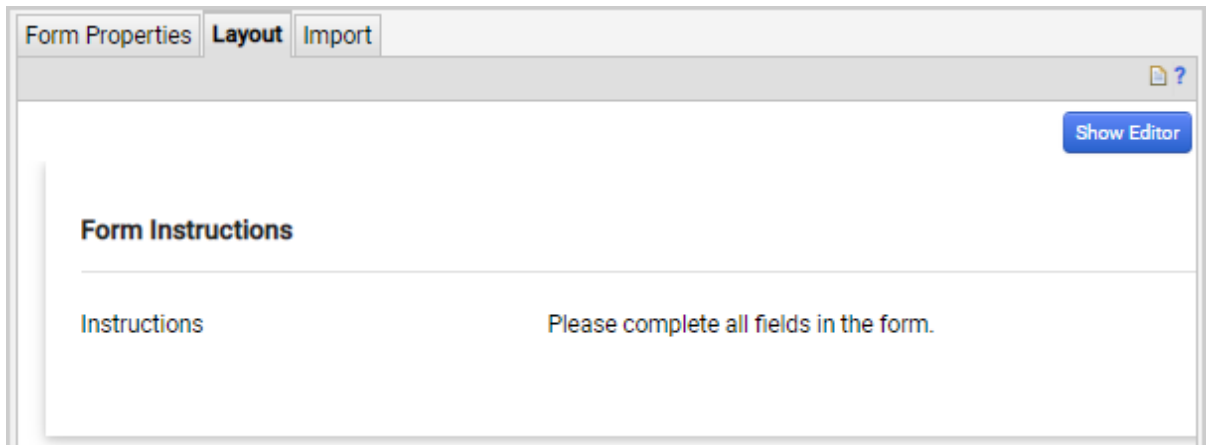 Form Properties Layout Import
?
Show Editor
Form Instructions
Instructions Please complete all fields in the form.